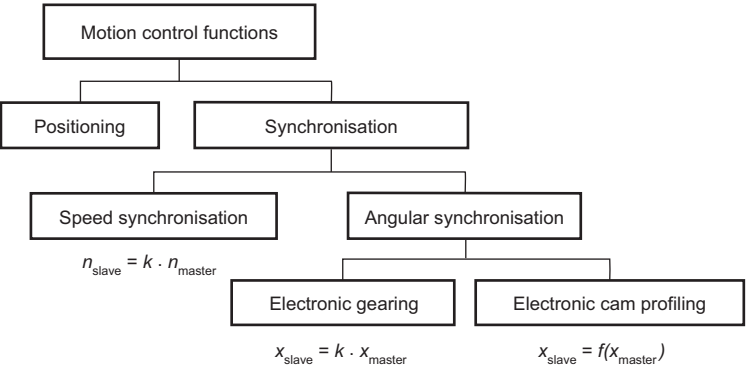 Motion control functions
Positioning
Synchronisation
Speed synchronisation
Angular synchronisation
n_slave = k · n_master
Electronic gearing
Electronic cam profiling
x_slave = k · x_master
x_slave = f(x_master)